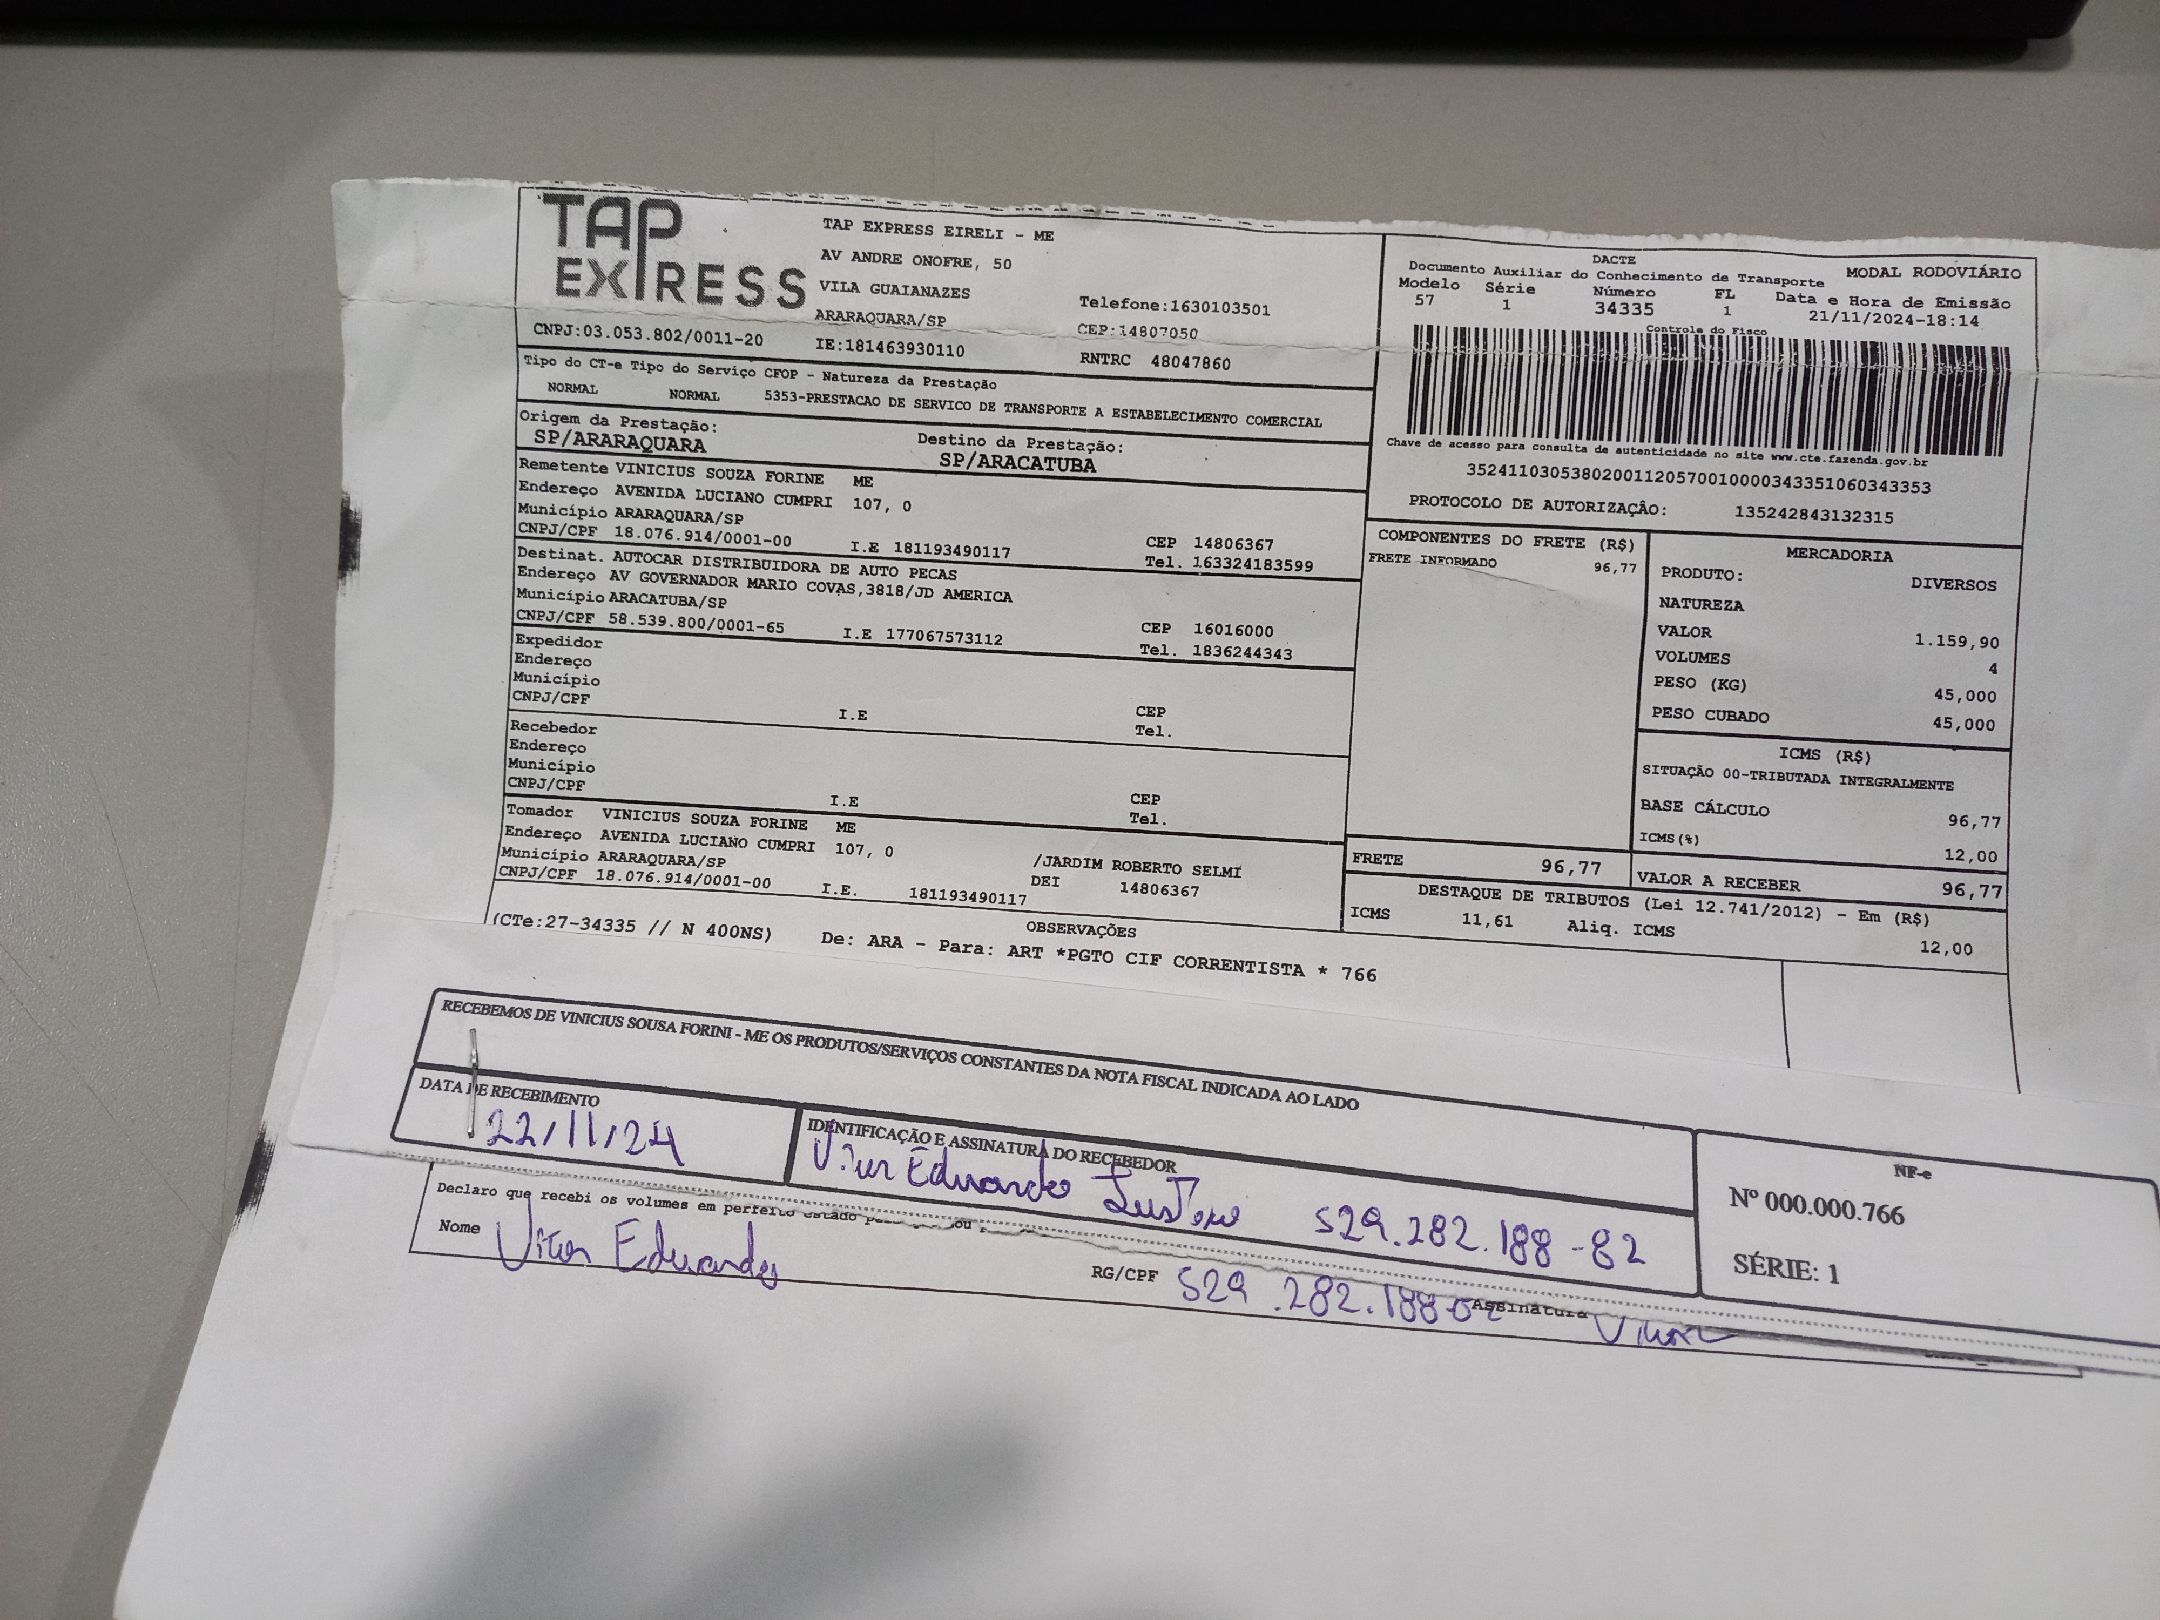 TAP
EXPRESS
TAP EXPRESS EIRELI - ME
AV ANDRE ONOFRE, 50
VILA GUAIANAZES Telefone:1630103501
ARARAQUARA/SP CEP:14807050
CNPJ:03.053.802/0011-20 IE:181463930110 RNTRC 48047860
DACTE
Documento Auxiliar do Conhecimento de Transporte MODAL RODOVIÁRIO
Modelo Série Número FL Data e Hora de Emissão
57 1 34335 1 21/11/2024-18:14
Controle do Fisco
Chave de acesso para consulta de autenticidade no site www.cte.fazenda.gov.br
35241103053802001120570010000343351060343353
PROTOCOLO DE AUTORIZAÇÂO: 135242843132315
Tipo do CT-e Tipo do Serviço CFOP - Natureza da Prestação
NORMAL NORMAL 5353-PRESTACAO DE SERVICO DE TRANSPORTE A ESTABELECIMENTO COMERCIAL
Origem da Prestação: Destino da Prestação:
SP/ARARAQUARA SP/ARACATUBA
Remetente VINICIUS SOUZA FORINE ME
Endereço AVENIDA LUCIANO CUMPRI 107, 0
Município ARARAQUARA/SP CEP 14806367
CNPJ/CPF 18.076.914/0001-00 I.E 181193490117 Tel. 163324183599
Destinat. AUTOCAR DISTRIBUIDORA DE AUTO PECAS
Endereço AV GOVERNADOR MARIO COVAS,3818/JD AMERICA
Município ARACATUBA/SP CEP 16016000
CNPJ/CPF 58.539.800/0001-65 I.E 177067573112 Tel. 1836244343
Expedidor
Endereço
Município CEP
CNPJ/CPF I.E Tel.
Recebedor
Endereço
Município CEP
CNPJ/CPF I.E Tel.
Tomador VINICIUS SOUZA FORINE ME
Endereço AVENIDA LUCIANO CUMPRI 107, 0 /JARDIM ROBERTO SELMI
Município ARARAQUARA/SP DEI 14806367
CNPJ/CPF 18.076.914/0001-00 I.E. 181193490117
COMPONENTES DO FRETE (R$)
FRETE INFORMADO 96,77
FRETE 96,77
MERCADORIA
PRODUTO: DIVERSOS
NATUREZA
VALOR 1.159,90
VOLUMES 4
PESO (KG) 45,000
PESO CUBADO 45,000
ICMS (R$)
SITUAÇÃO 00-TRIBUTADA INTEGRALMENTE
BASE CÁLCULO 96,77
ICMS(%) 12,00
VALOR A RECEBER 96,77
DESTAQUE DE TRIBUTOS (Lei 12.741/2012) - Em (R$)
ICMS 11,61 Aliq. ICMS 12,00
OBSERVAÇÕES
(CTe:27-34335 // N 400NS) De: ARA - Para: ART *PGTO CIF CORRENTISTA * 766
RECEBEMOS DE VINICIUS SOUSA FORINI - ME OS PRODUTOS/SERVIÇOS CONSTANTES DA NOTA FISCAL INDICADA AO LADO
DATA DE RECEBIMENTO IDENTIFICAÇÃO E ASSINATURA DO RECEBEDOR
22/11/24 Vitor Eduardo 529.282.188-82
NF-e
Nº 000.000.766
SÉRIE: 1
Declaro que recebi os volumes em perfeito estado
Nome Vitor Eduardo RG/CPF 529.282.188-82 Assinatura Vitor